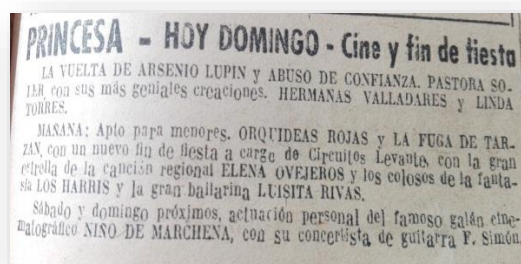 PRINCESA - HOY DOMINGO - Cine y fin de fiesta
LA VUELTA DE ARSENIO LUPIN y ABUSO DE CONFIANZA. PASTORA SO-
LER, con sus más geniales creaciones. HERMANAS VALLADARES y LINDA
TORRES.
MAÑANA: Apto para menores. ORQUIDEAS ROJAS y LA FUGA DE TAR-
ZAN, con un nuevo fin de fiesta a cargo de Circuitos Levante, con la gran
estrella de la canción regional ELENA OVEJEROS y los colosos de la fanta-
sía LOS HARRIS y la gran bailarina LUISITA RIVAS.
Sábado y domingo próximos, actuación personal del famoso galán cine-
matográfico NIÑO DE MARCHENA, con su concertista de guitarra F. Simón.